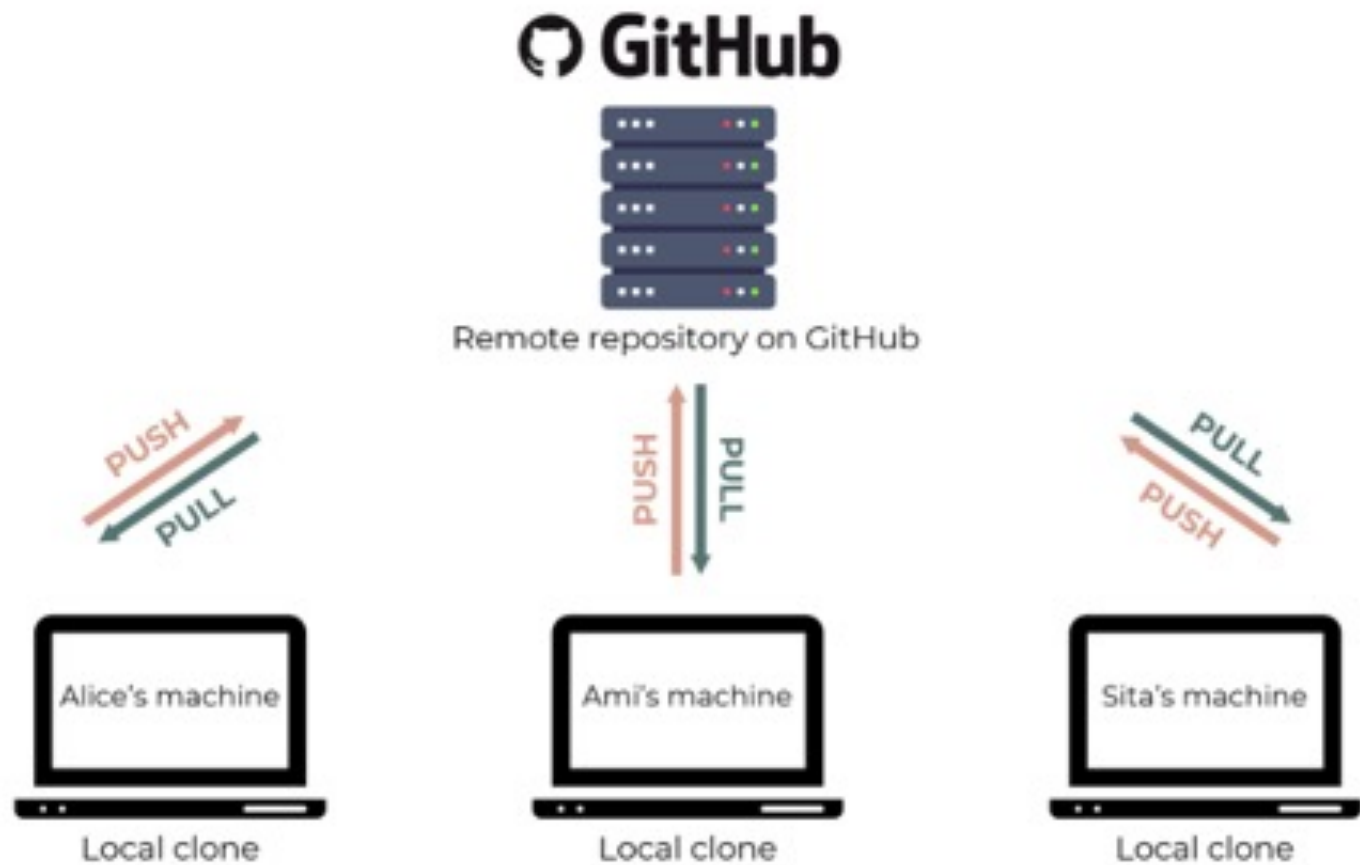 GitHub
Remote repository on GitHub
PUSH
PULL
PUSH
PULL
PULL
PUSH
Alice's machine
Ami's machine
Sita's machine
Local clone
Local clone
Local clone